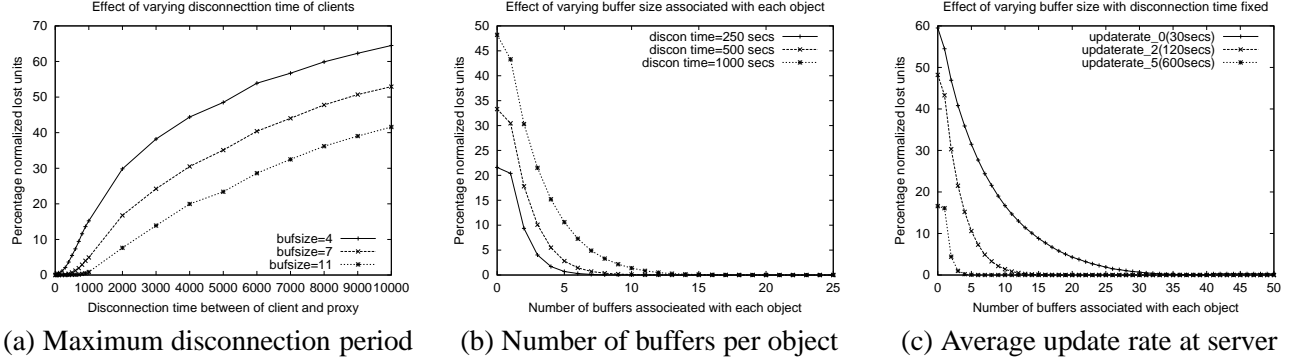 Effect of varying disconnecttion time of clients
Percentage normalized lost units
70
60
50
40
30
20
10
0
bufsize=4
bufsize=7
bufsize=11
0 1000 2000 3000 4000 5000 6000 7000 8000 9000 10000
Disconnection time between of client and proxy
(a) Maximum disconnection period
Effect of varying buffer size associated with each object
Percentage normalized lost units
50
45
40
35
30
25
20
15
10
5
0
discon time=250 secs
discon time=500 secs
discon time=1000 secs
0 5 10 15 20 25
Number of buffers associeated with each object
(b) Number of buffers per object
Effect of varying buffer size with disconnection time fixed
Percentage normalized lost units
60
50
40
30
20
10
0
updaterate_0(30secs)
updaterate_2(120secs)
updaterate_5(600secs)
0 5 10 15 20 25 30 35 40 45 50
Number of buffers associeated with each object
(c) Average update rate at server